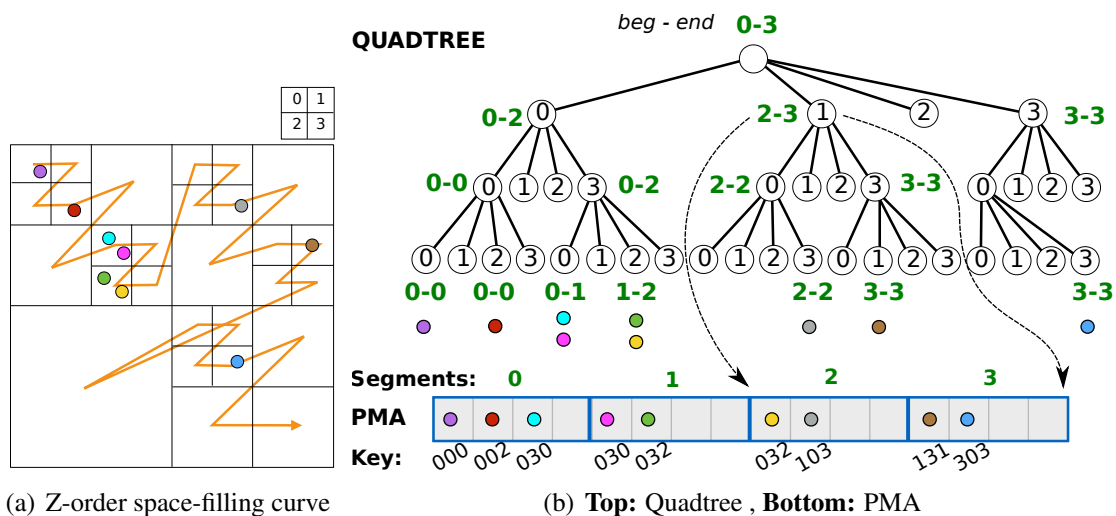 beg - end 0-3
QUADTREE
0 1
2 3
0-2 0 2-3 1 2 3 3-3
0-0 0 1 2 3 0-2 2-2 0 1 2 3 3-3 0 1 2 3
0 1 2 3 0 1 2 3 0 1 2 3 0 1 2 3 0 1 2 3
0-0 0-0 0-1 1-2 2-2 3-3 3-3
Segments: 0 1 2 3
PMA
Key: 000 002 030 030 032 032 103 131 303
(a) Z-order space-filling curve
(b) Top: Quadtree , Bottom: PMA